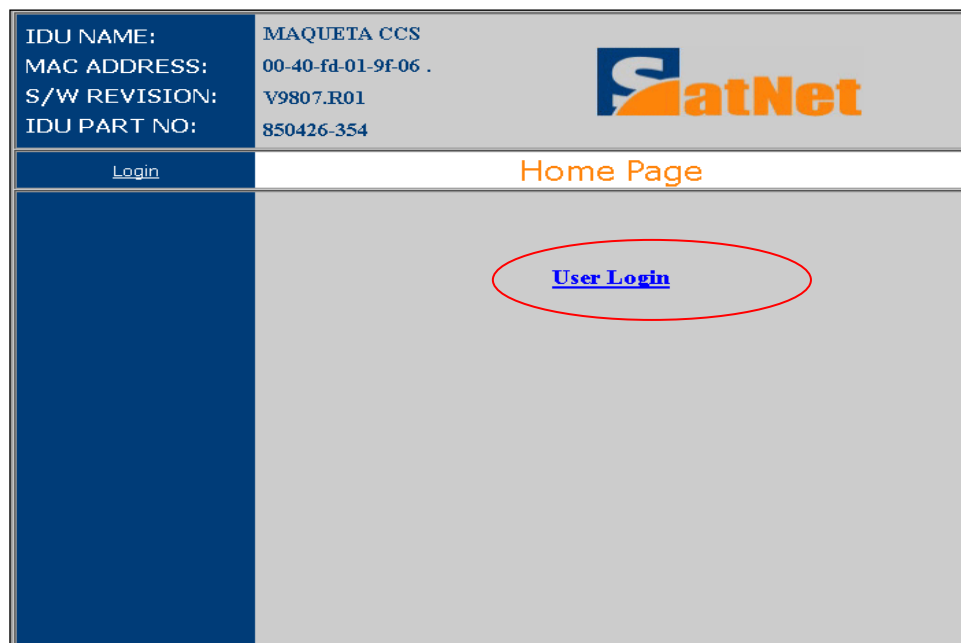 IDU NAME: MAQUETA CCS
MAC ADDRESS: 00-40-fd-01-9f-06 .
S/W REVISION: V9807.R01
IDU PART NO: 850426-354
SatNet
Login
Home Page
User Login